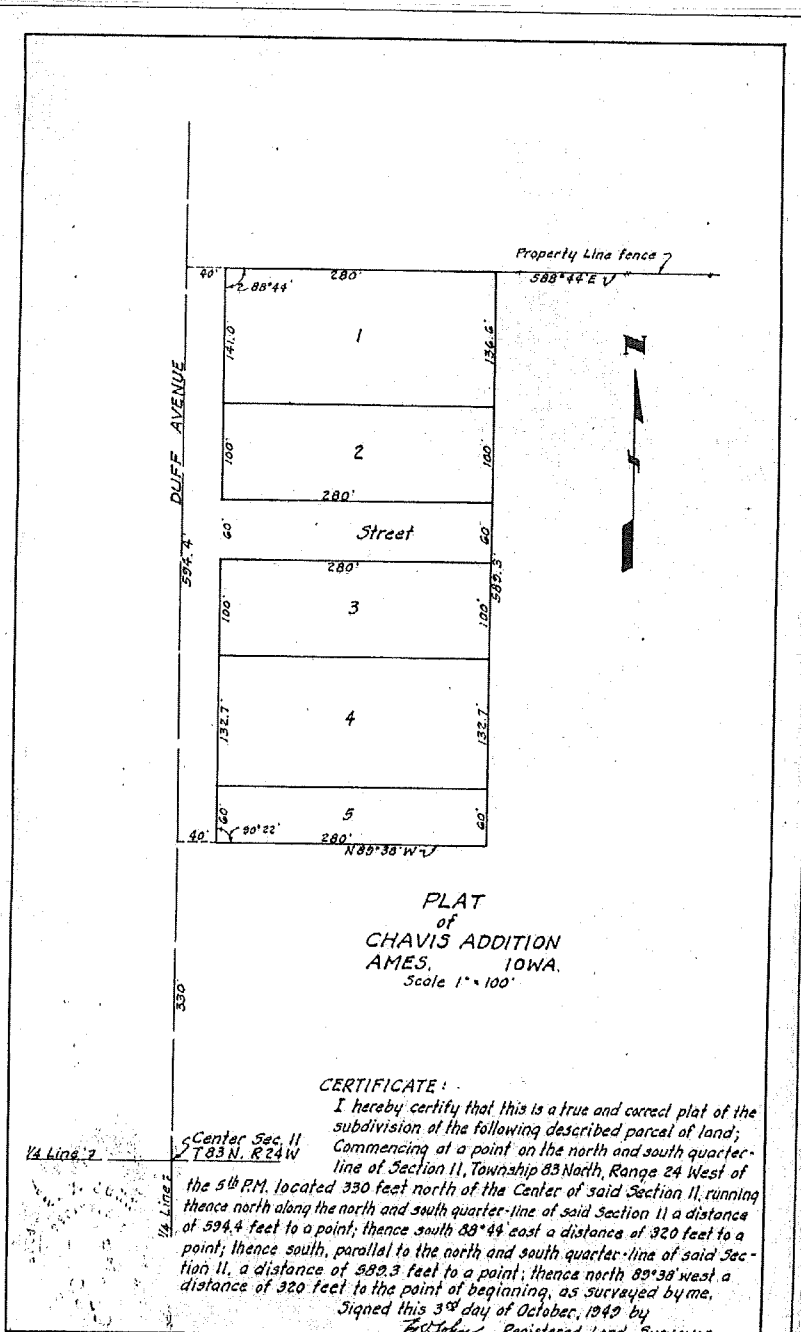 Property Line fence
S88°44'E
40'
280'
88°44'
141.0'
1
136.6'
DUFF AVENUE
100'
2
100'
280'
60'
Street
60'
594.4'
280'
589.3'
100'
3
100'
132.7'
4
132.7'
60'
5
60'
40'
90°22'
280'
N89°38'W
PLAT
of
CHAVIS ADDITION
AMES, IOWA.
Scale 1" = 100'
330'
CERTIFICATE:
I hereby certify that this is a true and correct plat of the
subdivision of the following described parcel of land;
Commencing at a point on the north and south quarter-
line of Section 11, Township 83 North, Range 24 West of
the 5th P.M. located 330 feet north of the Center of said Section 11, running
thence north along the north and south quarter-line of said Section 11 a distance
of 594.4 feet to a point; thence south 88°44' east a distance of 320 feet to a
point; thence south, parallel to the north and south quarter-line of said Sec-
tion 11, a distance of 589.3 feet to a point; thence north 89°38' west a
distance of 320 feet to the point of beginning, as surveyed by me,
Signed this 3rd day of October, 1949 by
Registered Land Surveyor
1/4 Line
Center Sec. 11
T 83 N. R 24 W
1/4 Line